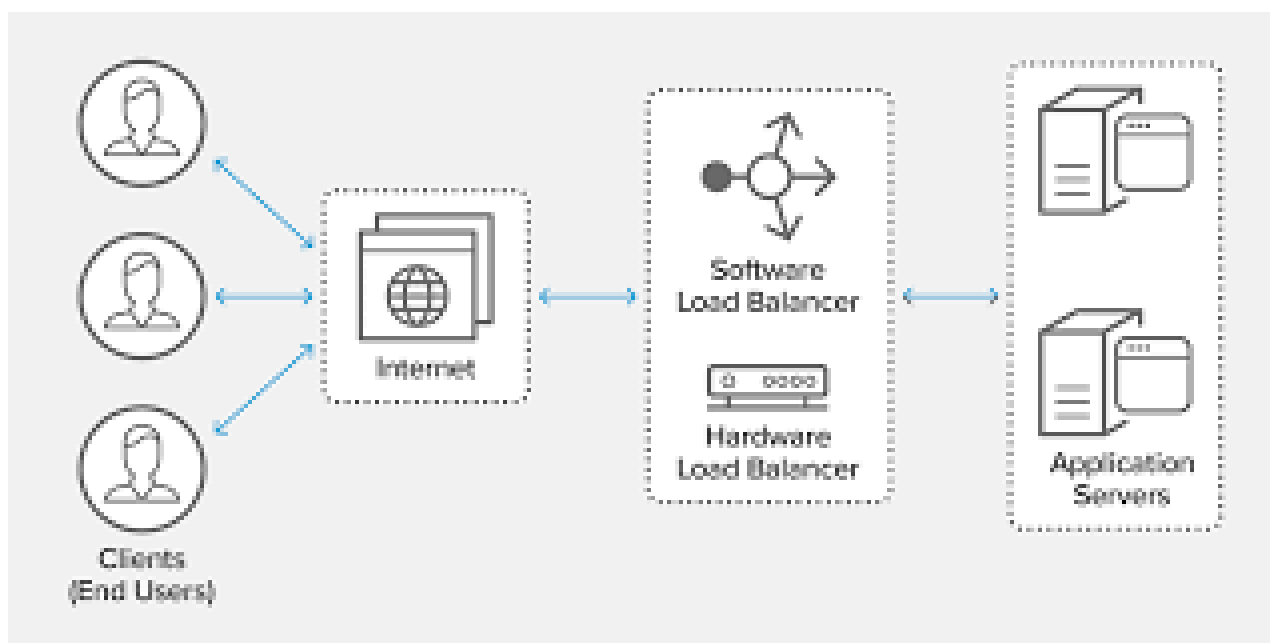 Clients
(End Users)
Internet
Software
Load Balancer
Hardware
Load Balancer
Application
Servers